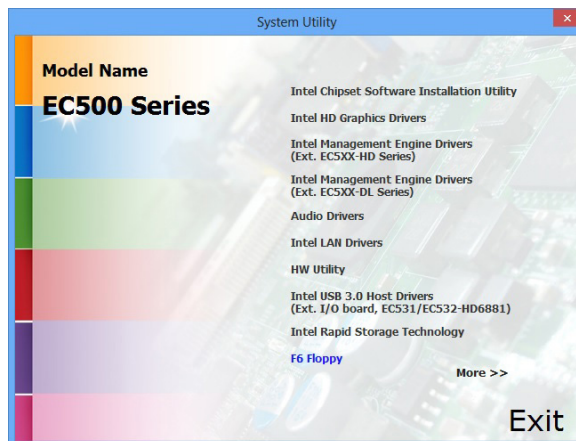 System Utility
Model Name
EC500 Series
Intel Chipset Software Installation Utility
Intel HD Graphics Drivers
Intel Management Engine Drivers
(Ext. EC5XX-HD Series)
Intel Management Engine Drivers
(Ext. EC5XX-DL Series)
Audio Drivers
Intel LAN Drivers
HW Utility
Intel USB 3.0 Host Drivers
(Ext. I/O board, EC531/EC532-HD6881)
Intel Rapid Storage Technology
F6 Floppy
More >>
Exit